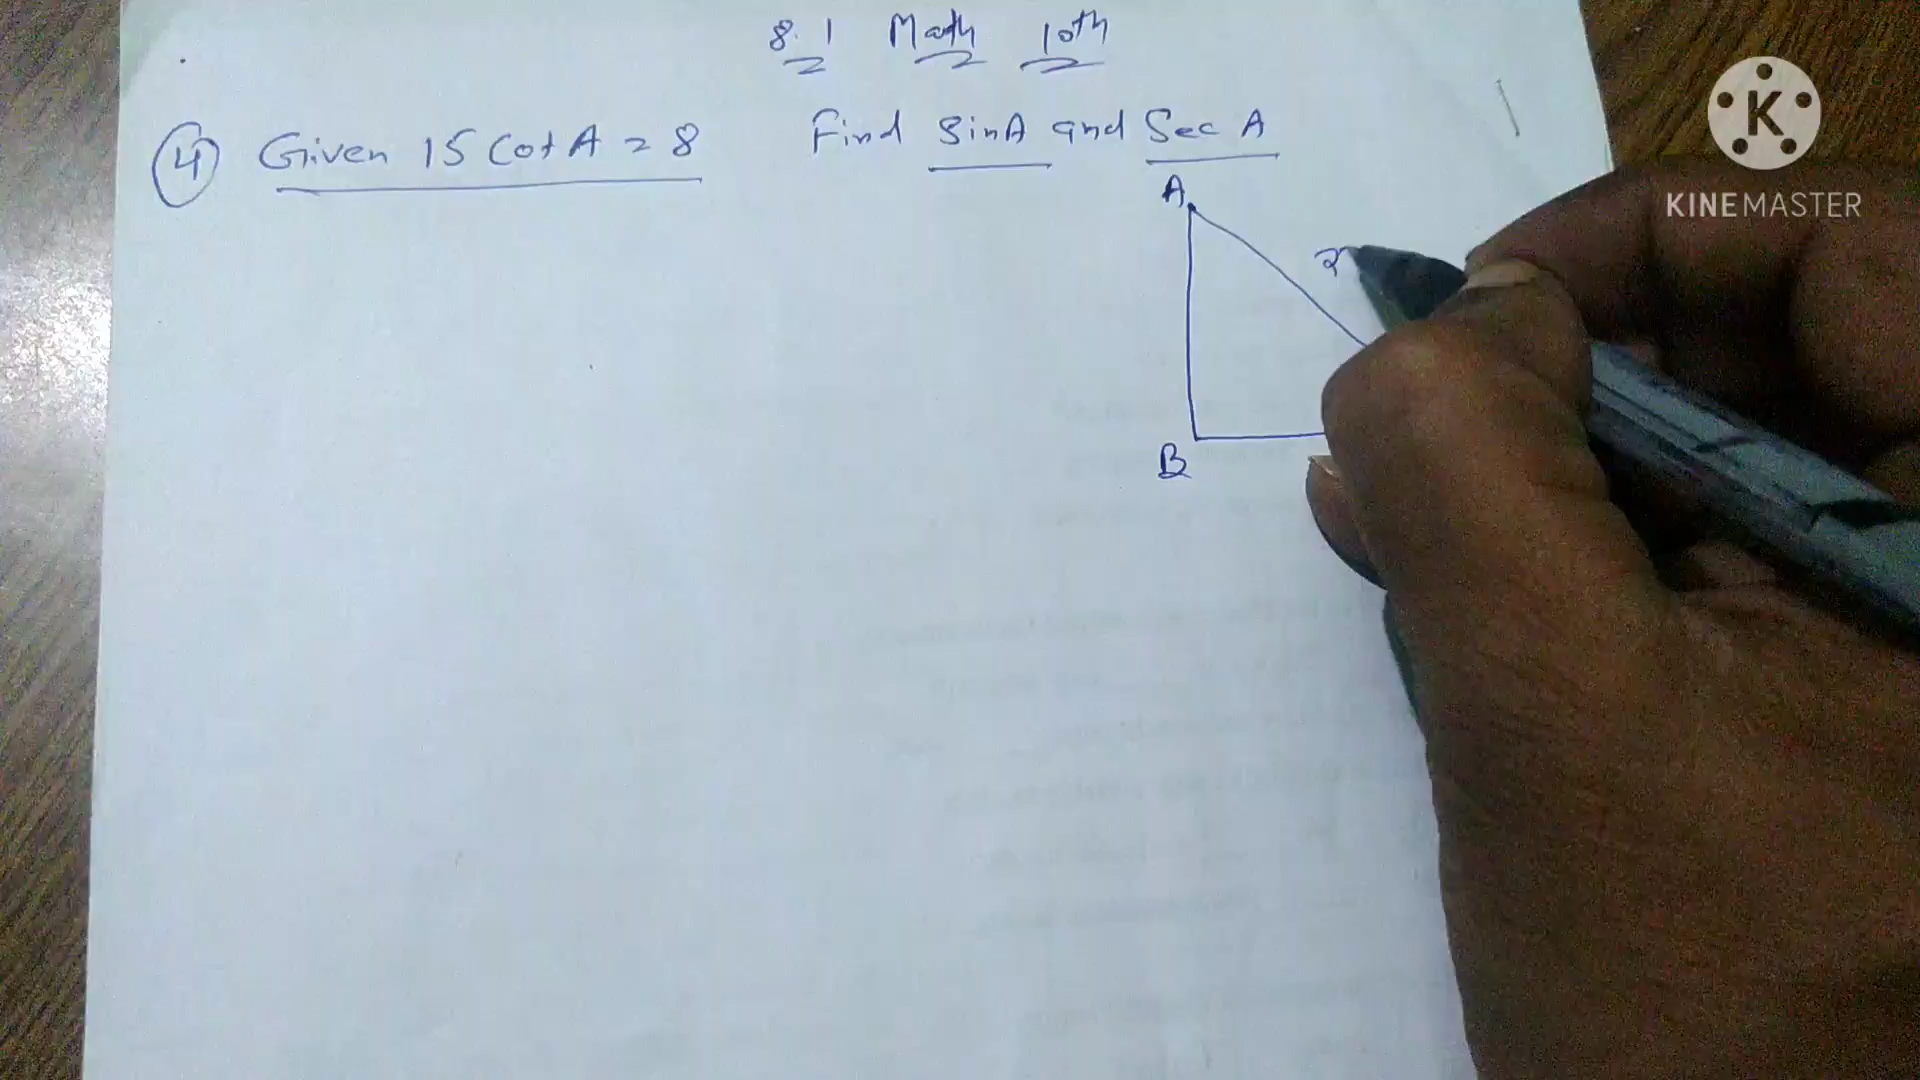 8.1 Math 10th
④ Given 15 Cot A = 8 Find SinA and Sec A
A
B
K
KINEMASTER